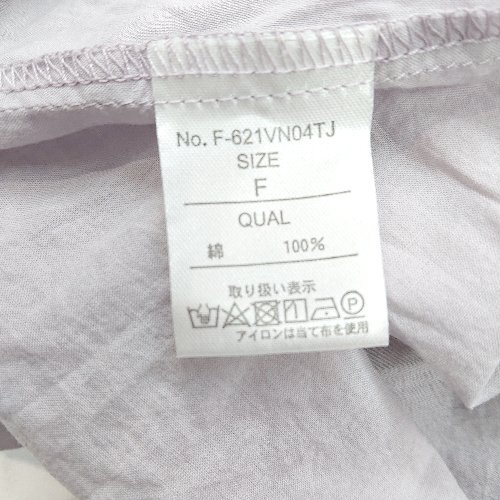 No. F-621VN04TJ
SIZE
F
QUAL
綿 100%
取り扱い表示
P
アイロンは当て布を使用